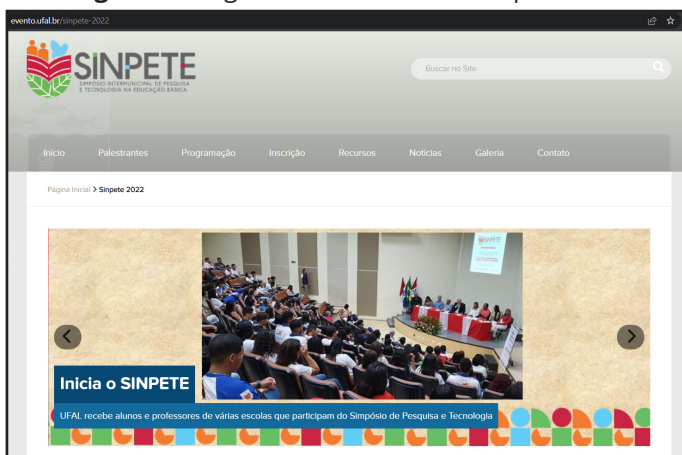 evento.ufal.br/sinpete-2022
SINPETE
SIMPÓSIO INTERMUNICIPAL DE PESQUISA
E TECNOLOGIA NA EDUCAÇÃO BÁSICA
Buscar no Site
Início Palestrantes Programação Inscrição Recursos Notícias Galeria Contato
Página Inicial > Sinpete 2022
SINPETE
Inicia o SINPETE
UFAL recebe alunos e professores de várias escolas que participam do Simpósio de Pesquisa e Tecnologia